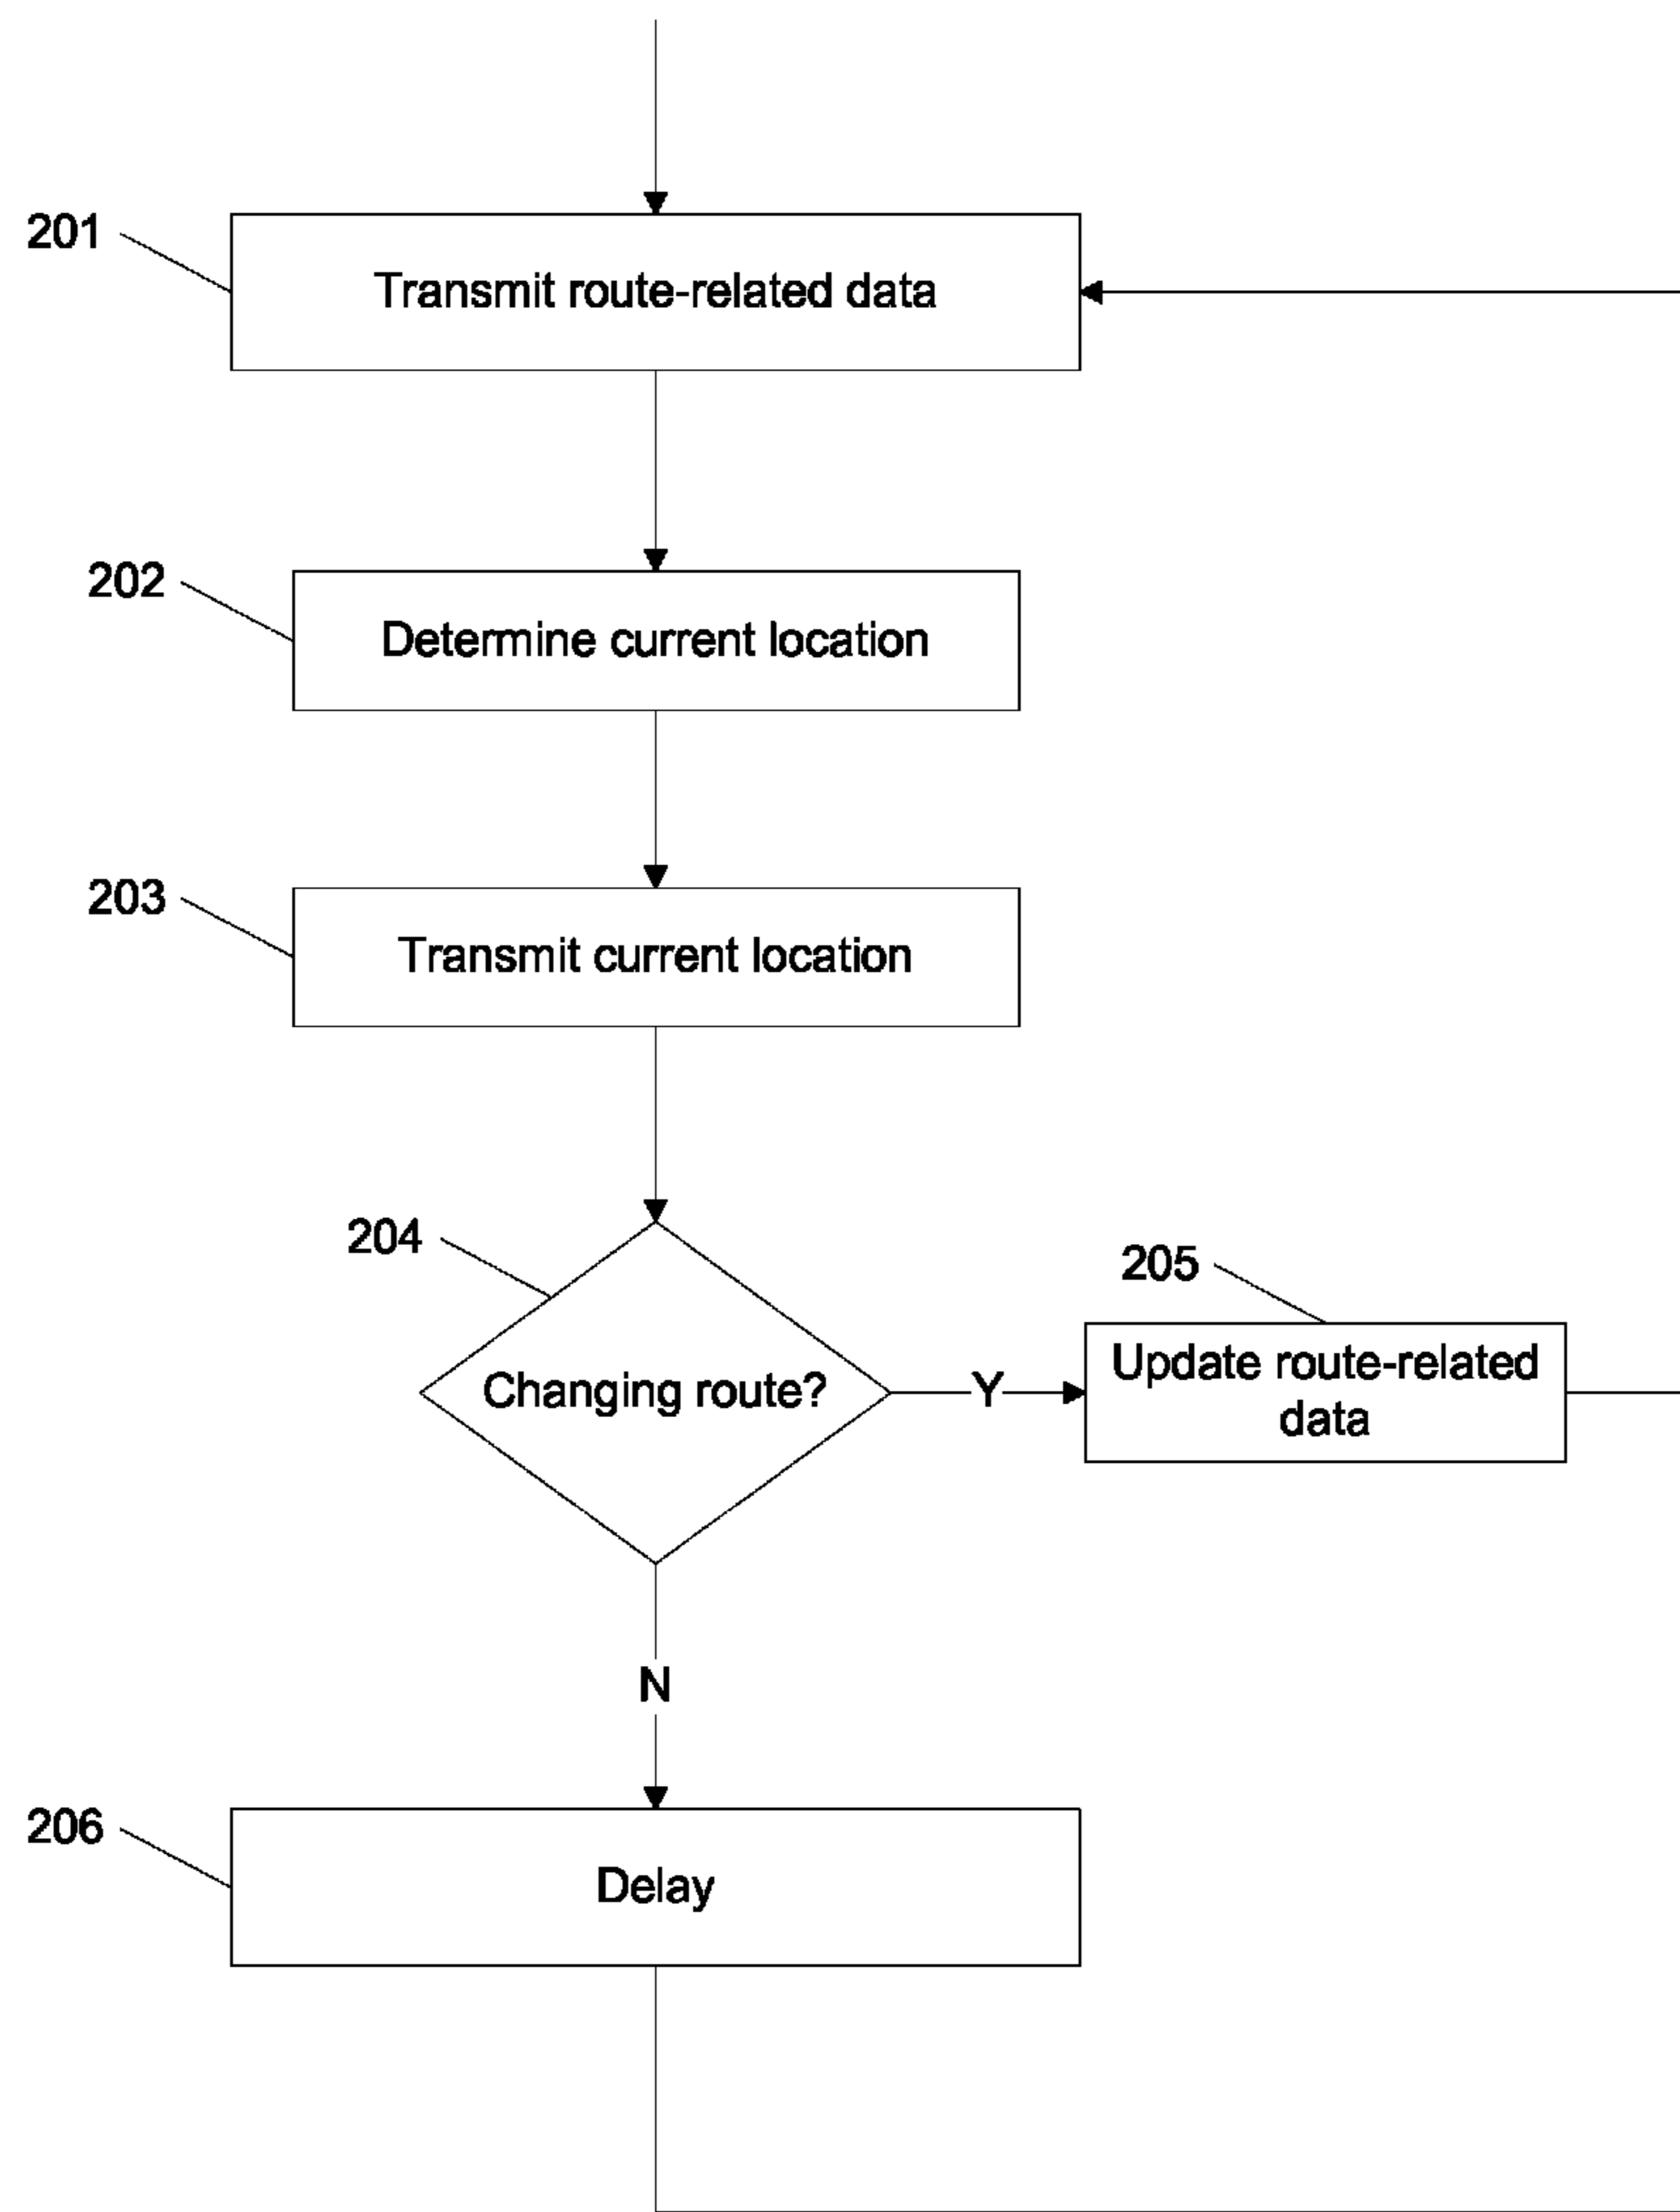 201
Transmit route-related data
202
Determine current location
203
Transmit current location
204
Changing route?
Y
205
Update route-related
data
N
206
Delay